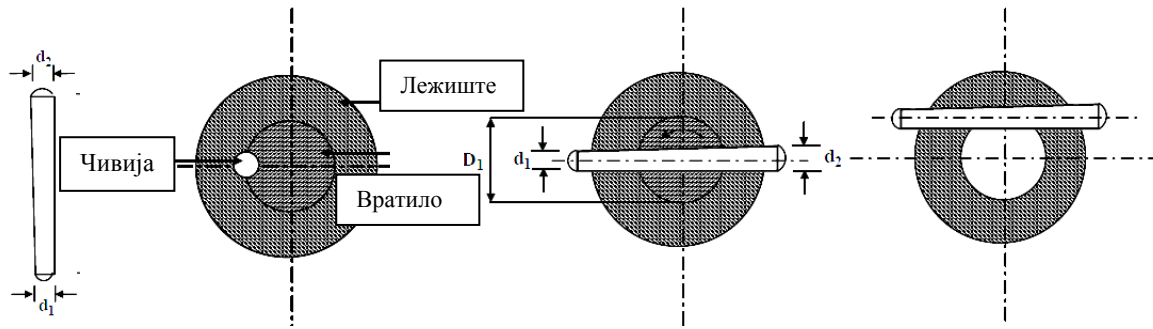 d₂
Лежиште
Чивија
Вратило
d₁
D₁
d₁
d₂